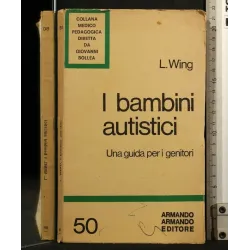 COLLANA
MEDICO
PEDAGOGICA
DIRETTA
DA
GIOVANNI
BOLLEA
L. Wing
I bambini
autistici
Una guida per i genitori
50
ARMANDO
ARMANDO
EDITORE